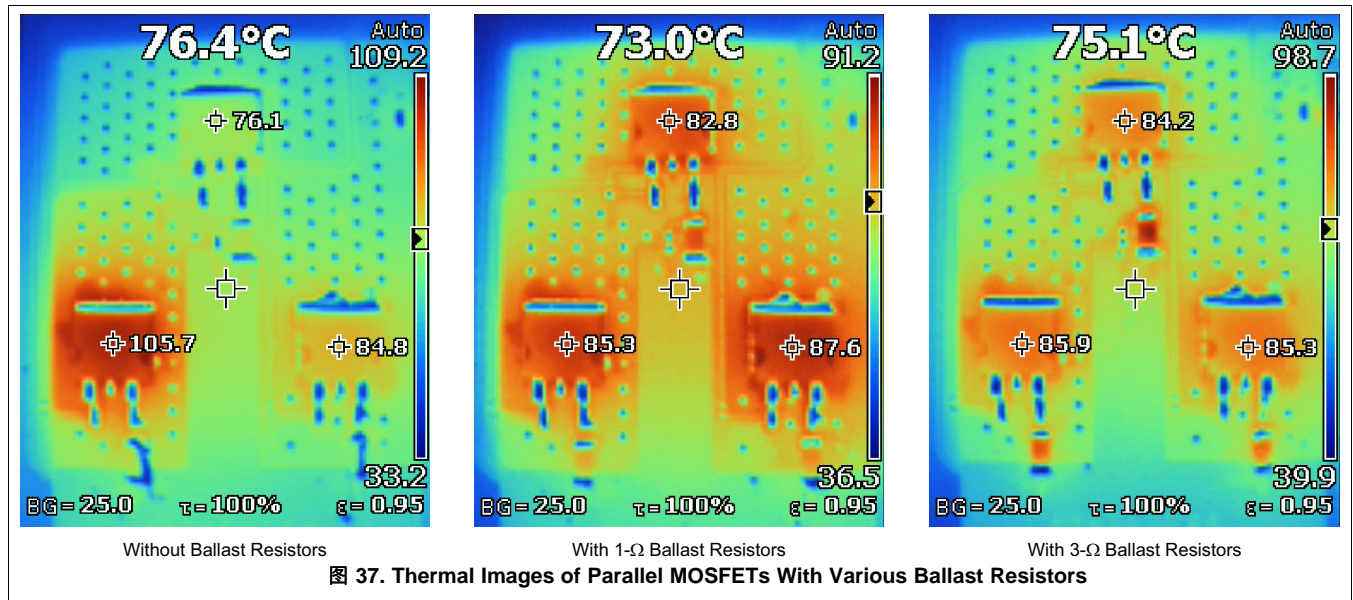 76.4°C
Auto
109.2
76.1
105.7
84.8
33.2
BG = 25.0 τ = 100% ε = 0.95
Without Ballast Resistors
73.0°C
Auto
91.2
82.8
85.3
87.6
36.5
BG = 25.0 τ = 100% ε = 0.95
With 1-Ω Ballast Resistors
75.1°C
Auto
98.7
84.2
85.9
85.3
39.9
BG = 25.0 τ = 100% ε = 0.95
With 3-Ω Ballast Resistors
图 37. Thermal Images of Parallel MOSFETs With Various Ballast Resistors